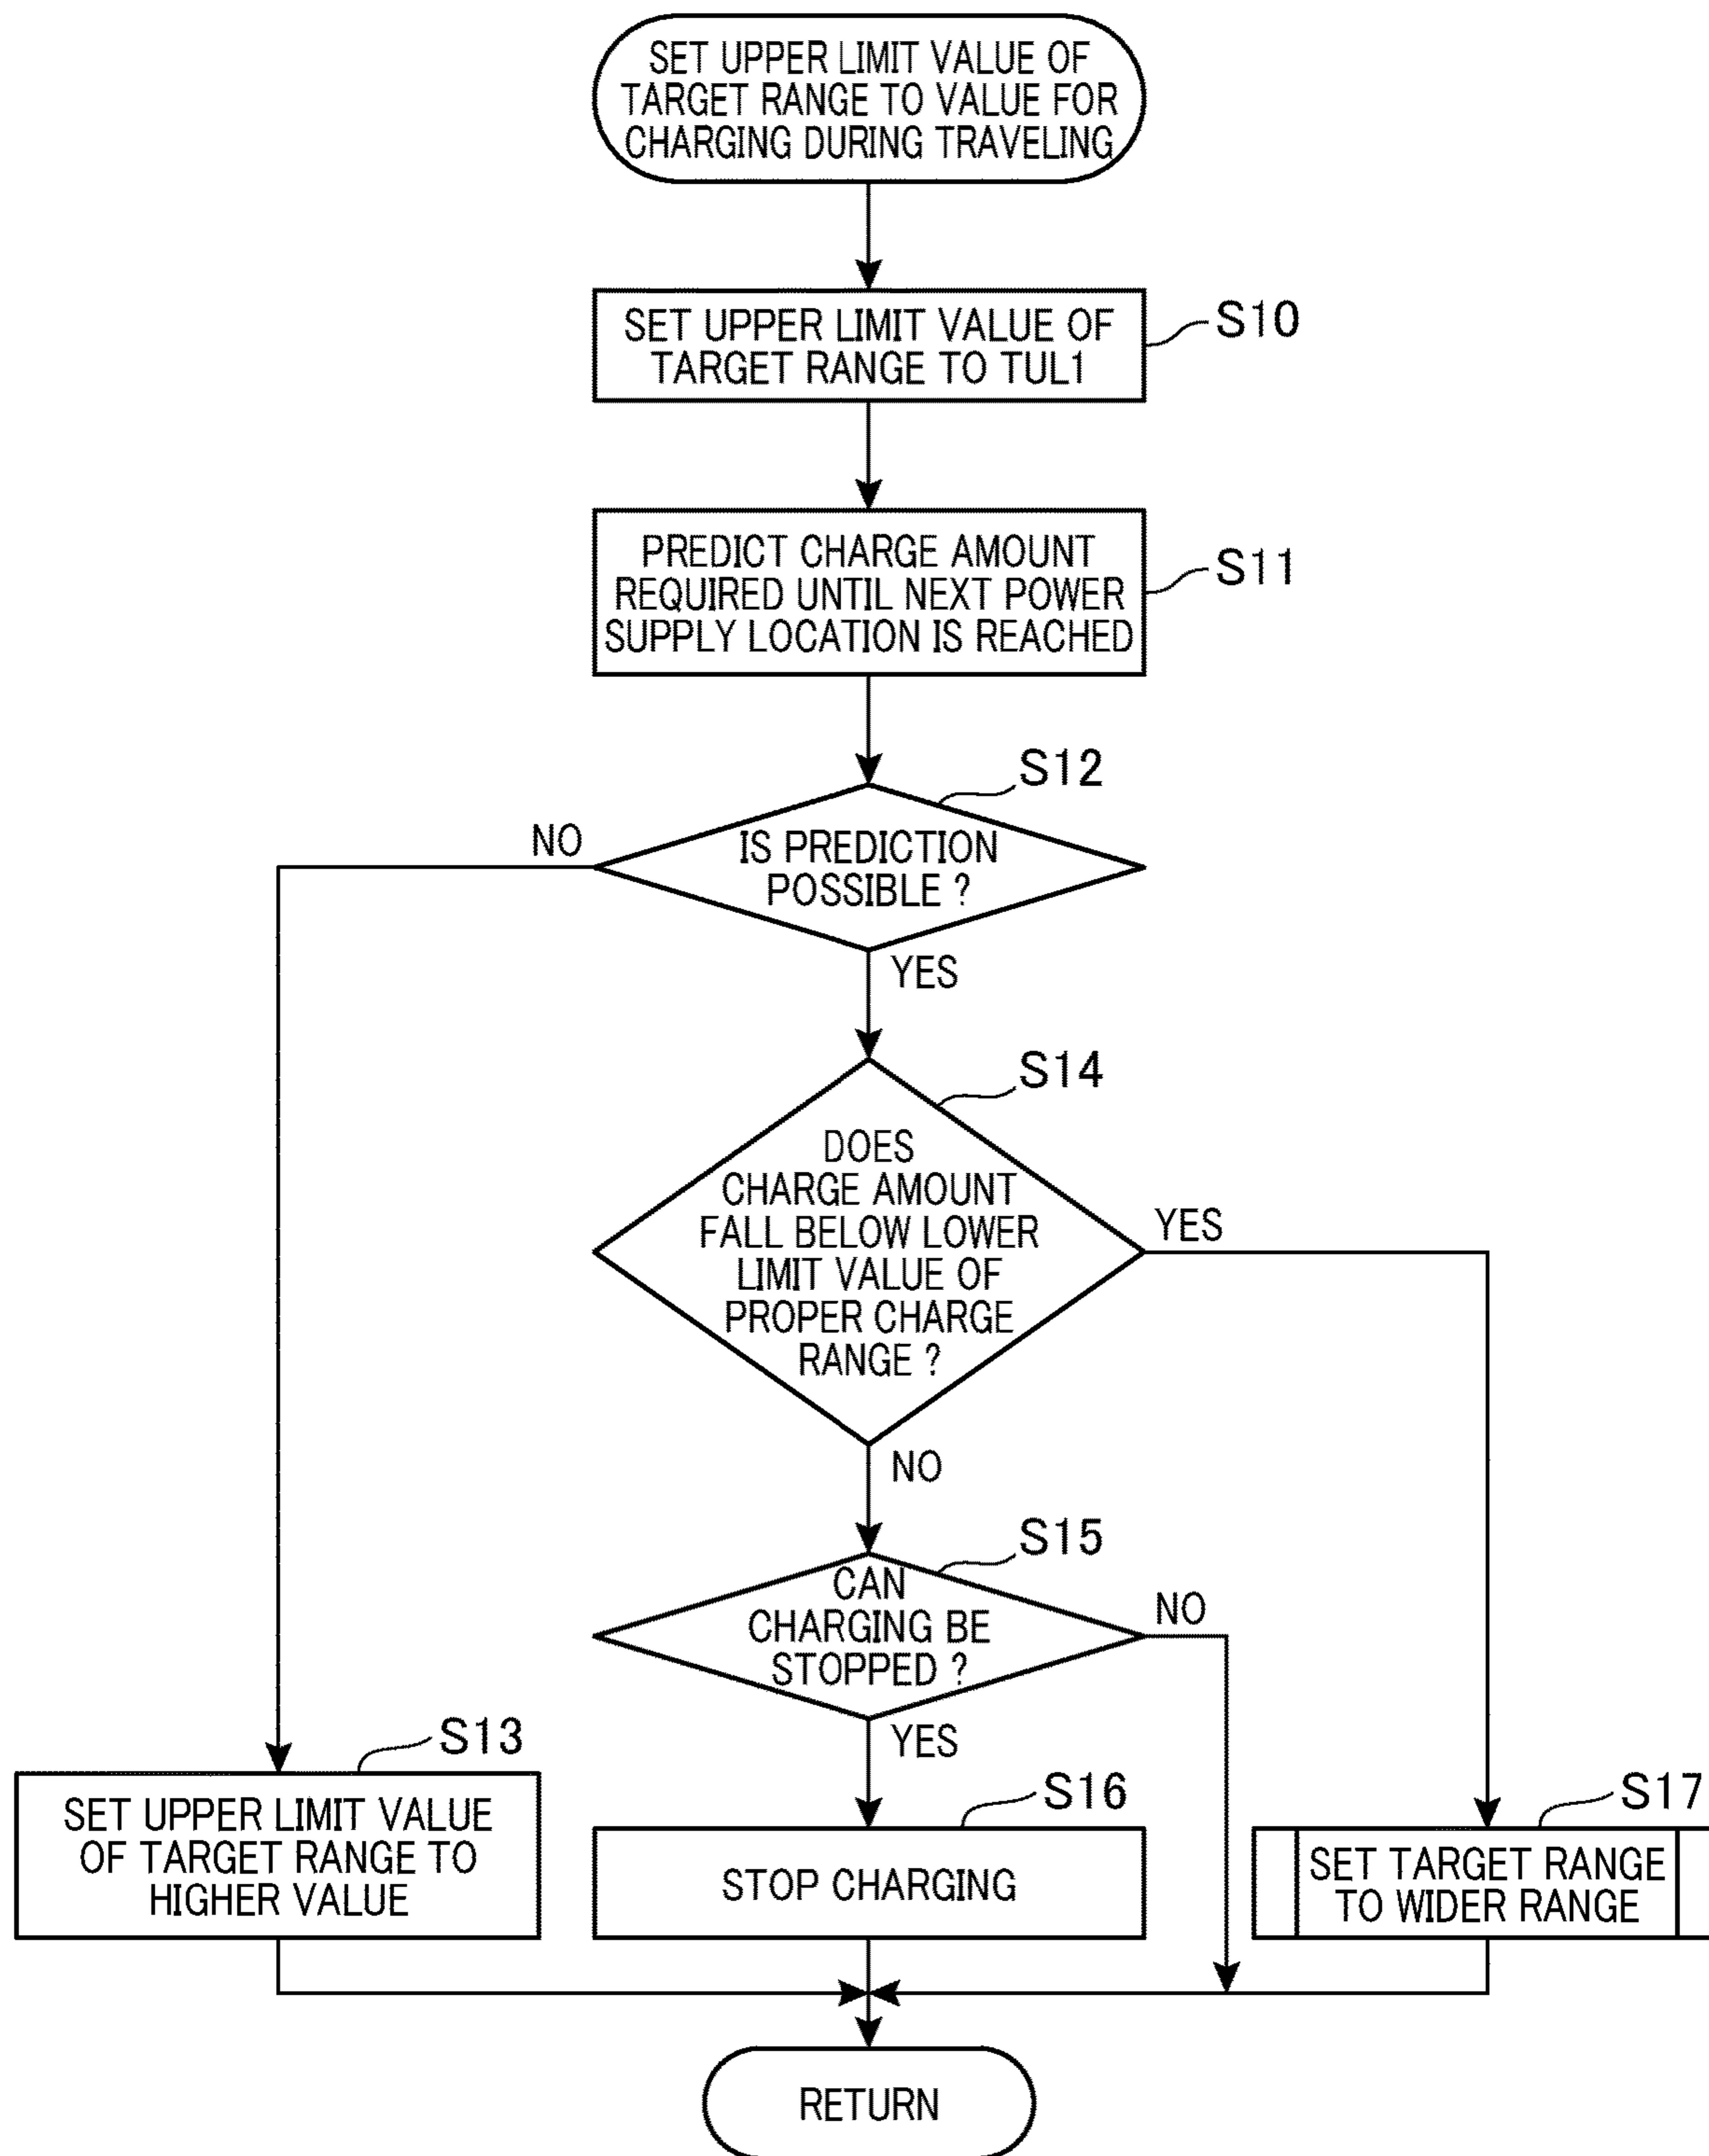 SET UPPER LIMIT VALUE OF
TARGET RANGE TO VALUE FOR
CHARGING DURING TRAVELING
SET UPPER LIMIT VALUE OF
TARGET RANGE TO TUL1
S10
PREDICT CHARGE AMOUNT
REQUIRED UNTIL NEXT POWER
SUPPLY LOCATION IS REACHED
S11
S12
IS PREDICTION
POSSIBLE ?
NO
YES
S14
DOES
CHARGE AMOUNT
FALL BELOW LOWER
LIMIT VALUE OF
PROPER CHARGE
RANGE ?
YES
NO
S15
CAN
CHARGING BE
STOPPED ?
NO
YES
S13
SET UPPER LIMIT VALUE
OF TARGET RANGE TO
HIGHER VALUE
S16
STOP CHARGING
S17
SET TARGET RANGE
TO WIDER RANGE
RETURN